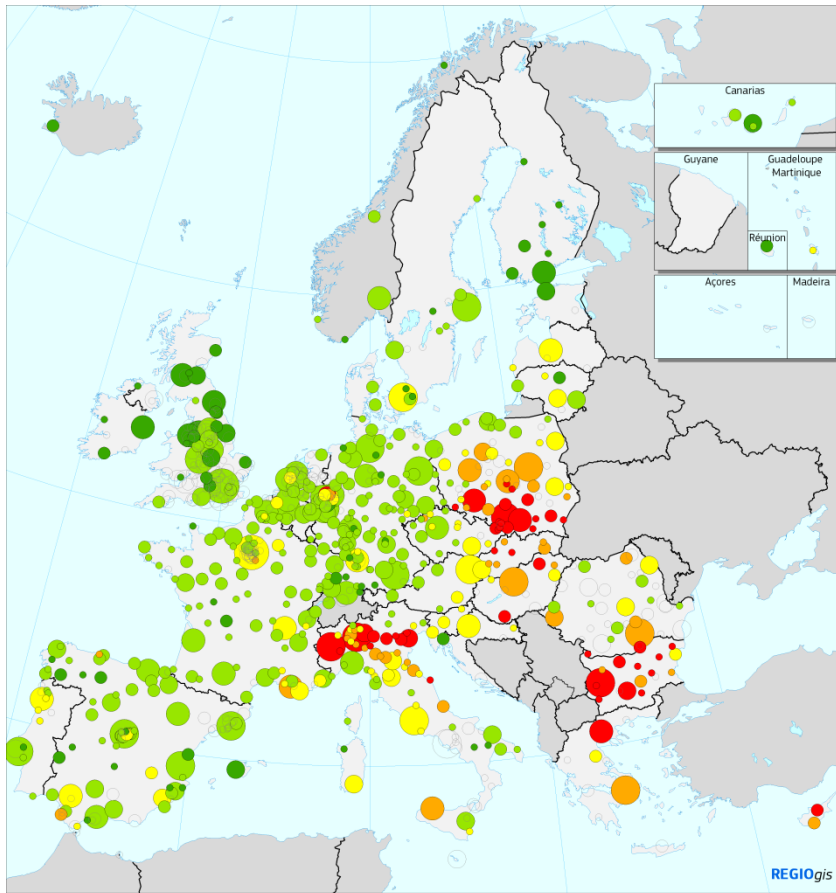 Canarias
Guyane
Guadeloupe
Martinique
Réunion
Açores
Madeira
REGIOgis